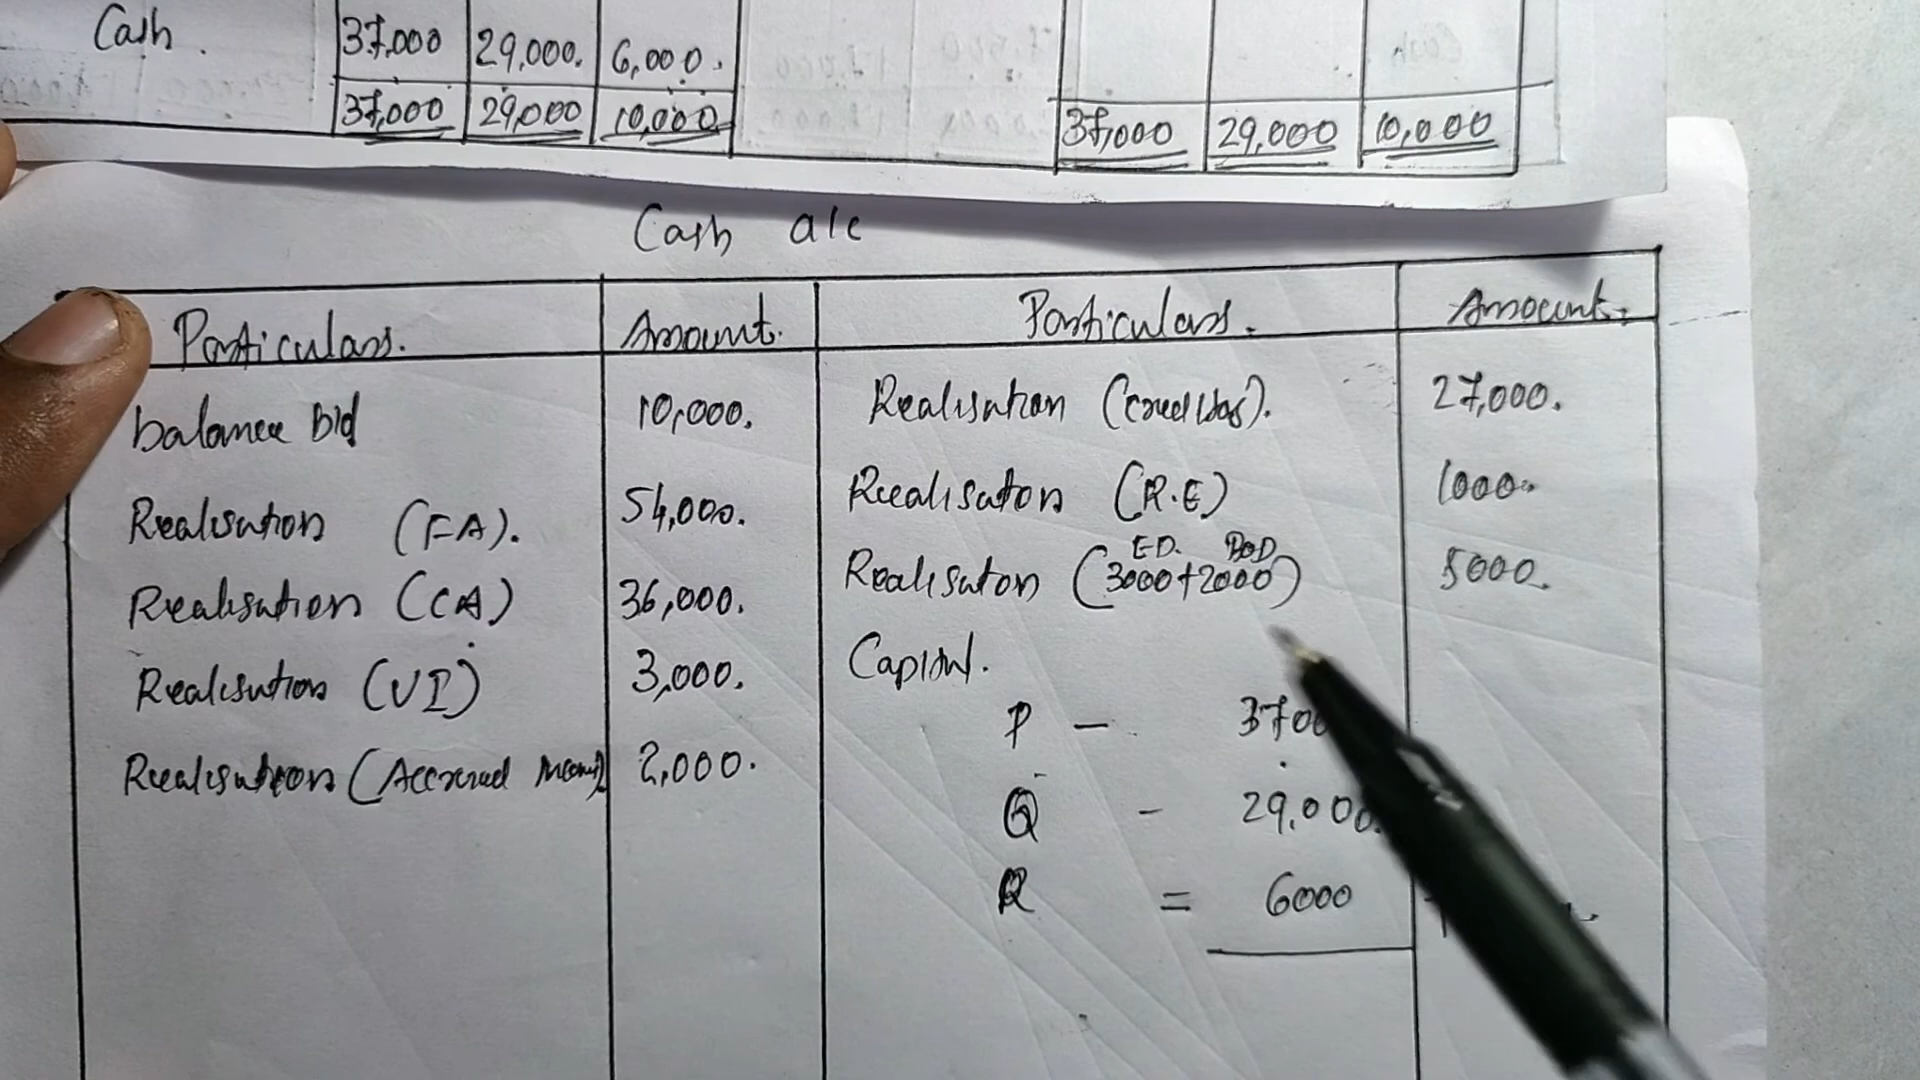 Cash. 37,000 29,000. 6,000.
37,000 29,000 10,000 37,000 29,000 10,000
Cash a/c
Particulars. Amount. Particulars. Amount.
balance b/d 10,000. Realisation (creditors). 27,000.
Realisation (FA). 54,000. Realisation (R.E) 1000.
E.D. BOD
Realisation (CA) 36,000. Realisation (3000+2000) 5000.
Realisation (UI) 3,000. Capital.
P - 370
Realisation (Accrued Income) 2,000.
Q - 29,000.
R = 6000